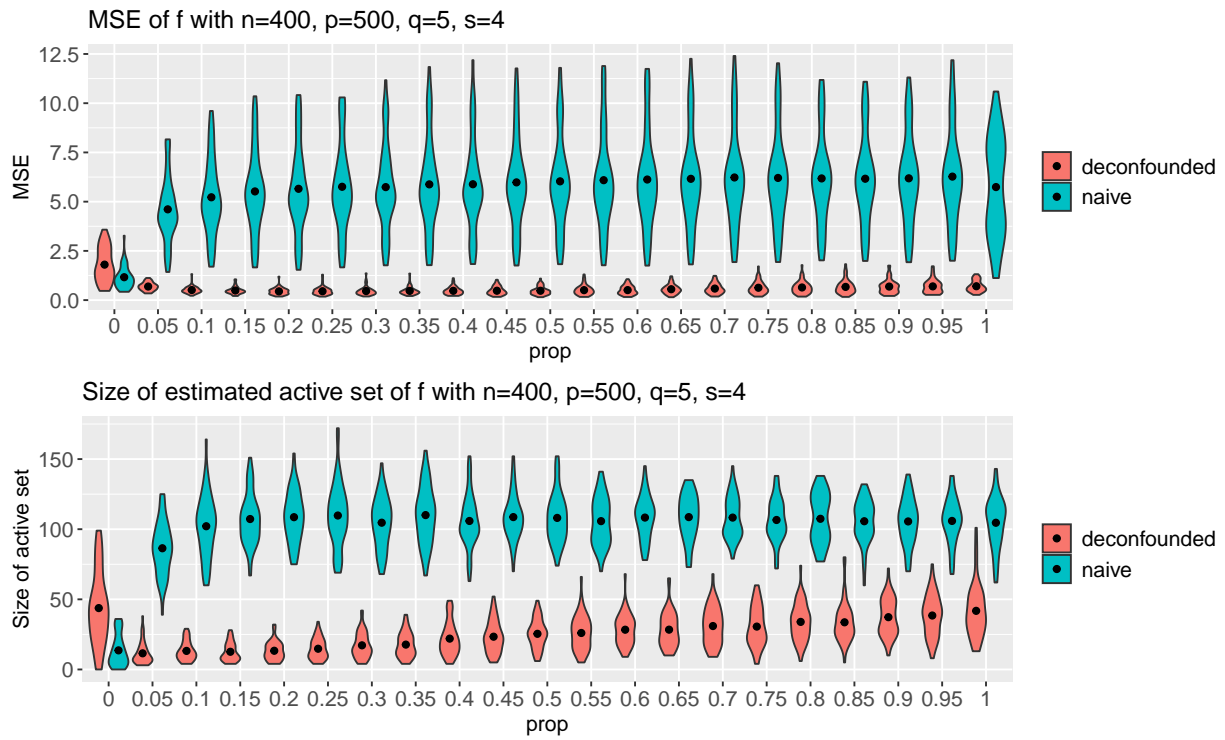 MSE of f with n=400, p=500, q=5, s=4
12.5
10.0
7.5
5.0
2.5
0.0
MSE
0 0.05 0.1 0.15 0.2 0.25 0.3 0.35 0.4 0.45 0.5 0.55 0.6 0.65 0.7 0.75 0.8 0.85 0.9 0.95 1
prop
deconfounded
naive
Size of estimated active set of f with n=400, p=500, q=5, s=4
150
100
50
0
Size of active set
0 0.05 0.1 0.15 0.2 0.25 0.3 0.35 0.4 0.45 0.5 0.55 0.6 0.65 0.7 0.75 0.8 0.85 0.9 0.95 1
prop
deconfounded
naive